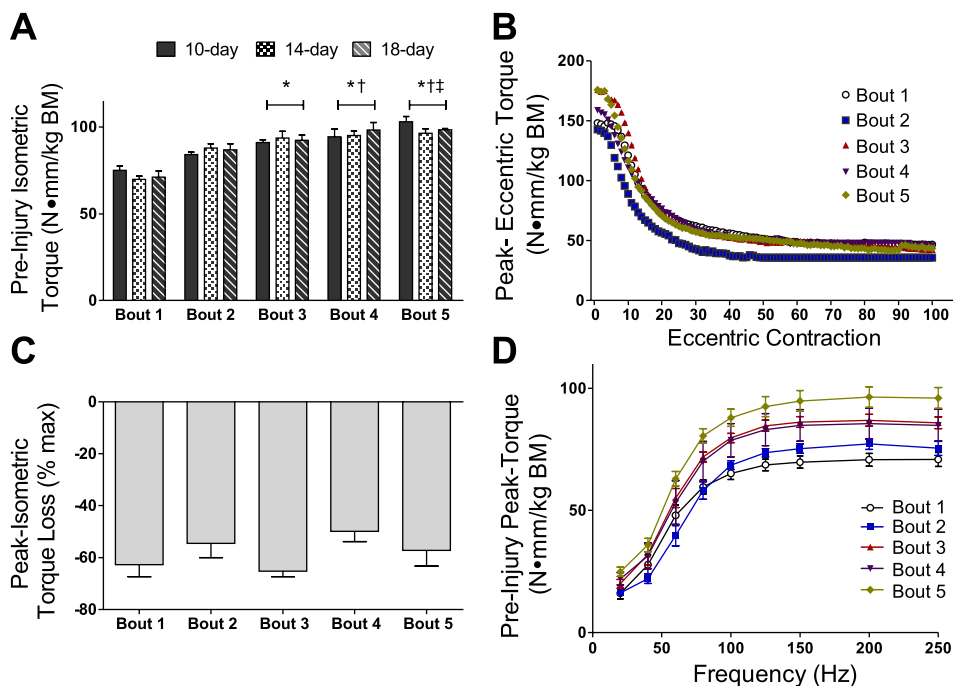 A
10-day 14-day 18-day
Pre-Injury Isometric
Torque (N•mm/kg BM)
150
100
50
0
*
*†
*†‡
Bout 1 Bout 2 Bout 3 Bout 4 Bout 5
B
Peak- Eccentric Torque
(N•mm/kg BM)
200
150
100
50
0
Bout 1
Bout 2
Bout 3
Bout 4
Bout 5
0 10 20 30 40 50 60 70 80 90 100
Eccentric Contraction
C
Peak-Isometric
Torque Loss (% max)
0
-20
-40
-60
-80
Bout 1 Bout 2 Bout 3 Bout 4 Bout 5
D
Pre-Injury Peak-Torque
(N•mm/kg BM)
100
50
0
Bout 1
Bout 2
Bout 3
Bout 4
Bout 5
0 50 100 150 200 250
Frequency (Hz)